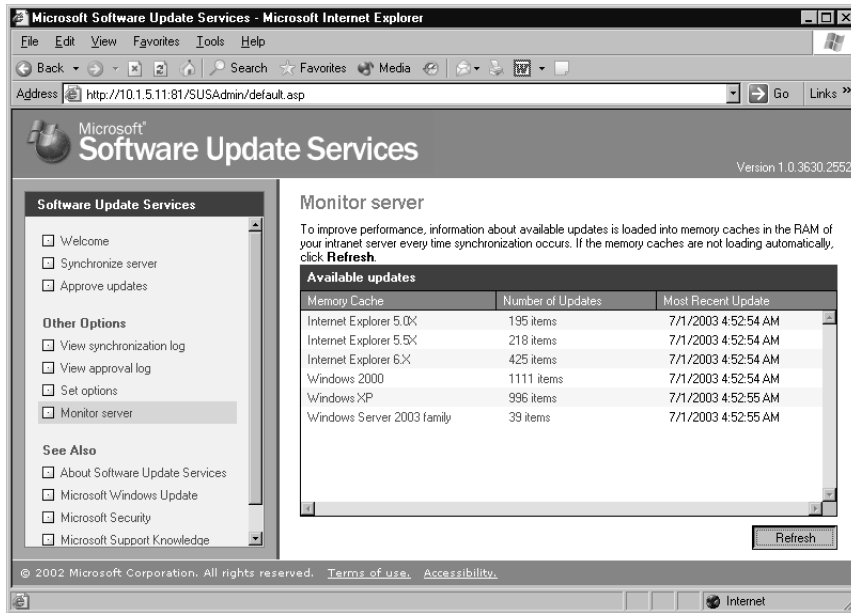 Microsoft Software Update Services - Microsoft Internet Explorer
File Edit View Favorites Tools Help
Back Search Favorites Media
Address http://10.1.5.11:81/SUSAdmin/default.asp Go Links »
Microsoft®
Software Update Services
Version 1.0.3630.2552
Software Update Services
Welcome
Synchronize server
Approve updates
Other Options
View synchronization log
View approval log
Set options
Monitor server
See Also
About Software Update Services
Microsoft Windows Update
Microsoft Security
Microsoft Support Knowledge
Monitor server
To improve performance, information about available updates is loaded into memory caches in the RAM of
your intranet server every time synchronization occurs. If the memory caches are not loading automatically,
click Refresh.
Available updates
Memory Cache Number of Updates Most Recent Update
Internet Explorer 5.0X 195 items 7/1/2003 4:52:54 AM
Internet Explorer 5.5X 218 items 7/1/2003 4:52:54 AM
Internet Explorer 6.X 425 items 7/1/2003 4:52:54 AM
Windows 2000 1111 items 7/1/2003 4:52:54 AM
Windows XP 996 items 7/1/2003 4:52:55 AM
Windows Server 2003 family 39 items 7/1/2003 4:52:55 AM
Refresh
© 2002 Microsoft Corporation. All rights reserved. Terms of use. Accessibility.
Internet